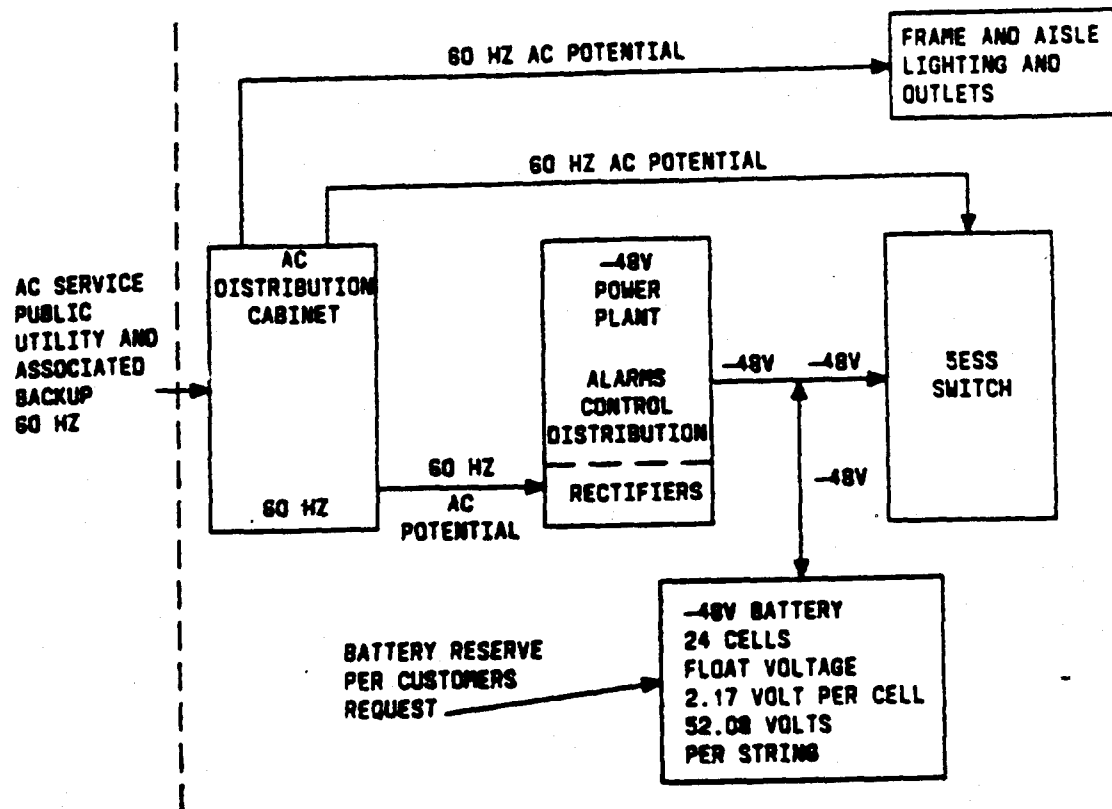 60 HZ AC POTENTIAL
FRAME AND AISLE
LIGHTING AND
OUTLETS
60 HZ AC POTENTIAL
AC SERVICE
PUBLIC
UTILITY AND
ASSOCIATED
BACKUP
60 HZ
AC
DISTRIBUTION
CABINET
60 HZ
60 HZ
AC
POTENTIAL
-48V
POWER
PLANT
ALARMS
CONTROL
DISTRIBUTION
RECTIFIERS
-48V
-48V
5ESS
SWITCH
-48V
BATTERY RESERVE
PER CUSTOMERS
REQUEST
-48V BATTERY
24 CELLS
FLOAT VOLTAGE
2.17 VOLT PER CELL
52.08 VOLTS
PER STRING